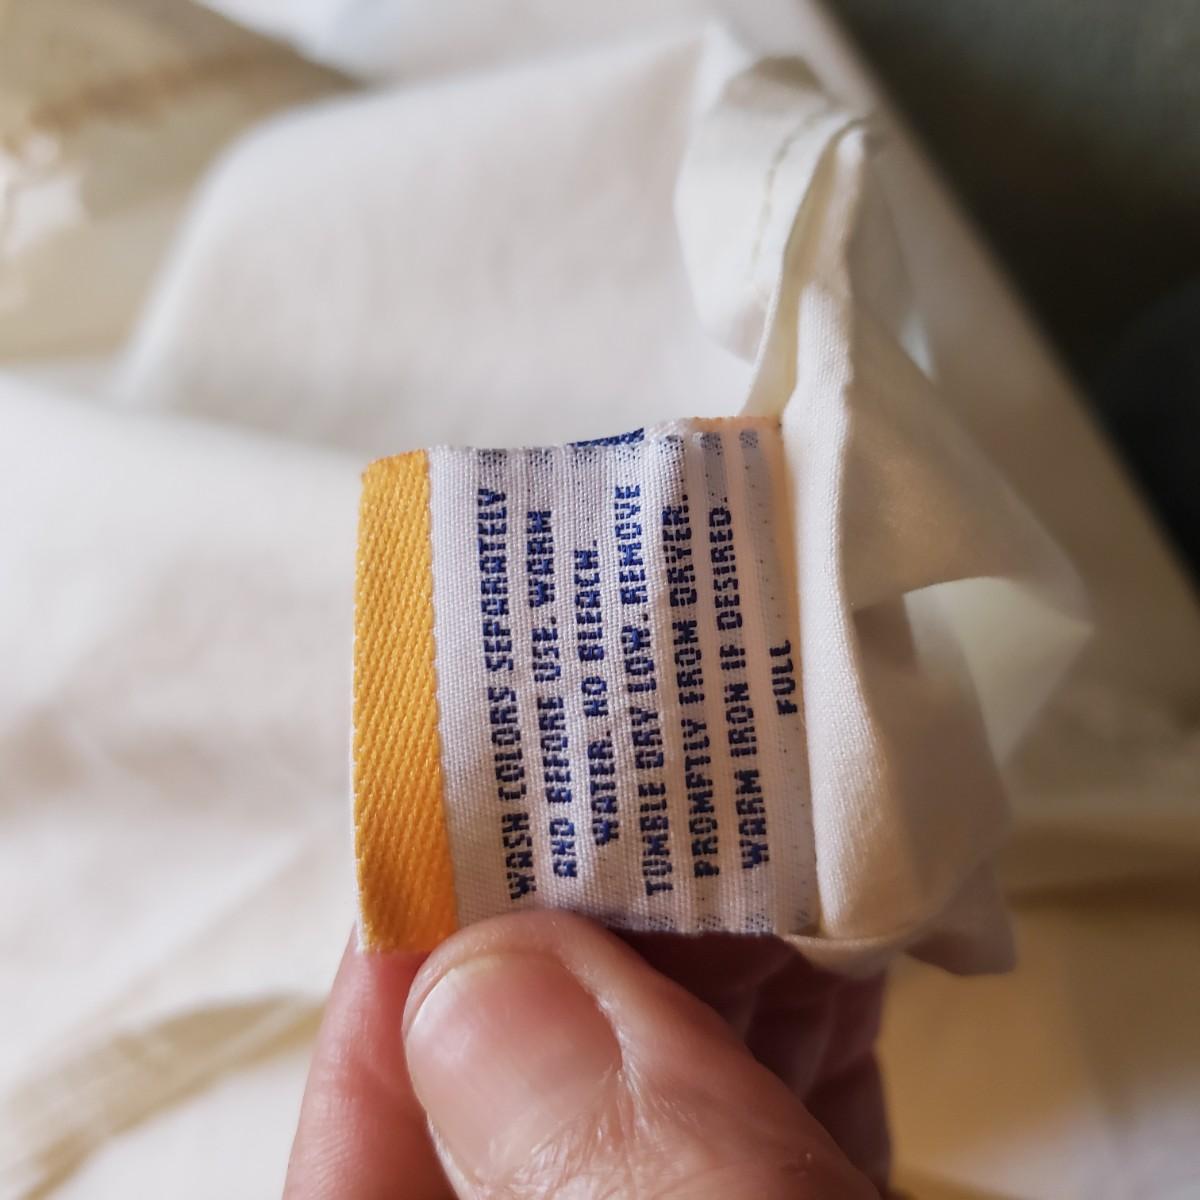 WASH COLORS SEPARATELY
AND BEFORE USE. WARM
WATER. NO BLEACH.
TUMBLE DRY LOW. REMOVE
PROMPTLY FROM DRYER.
WARM IRON IF DESIRED.
FULL